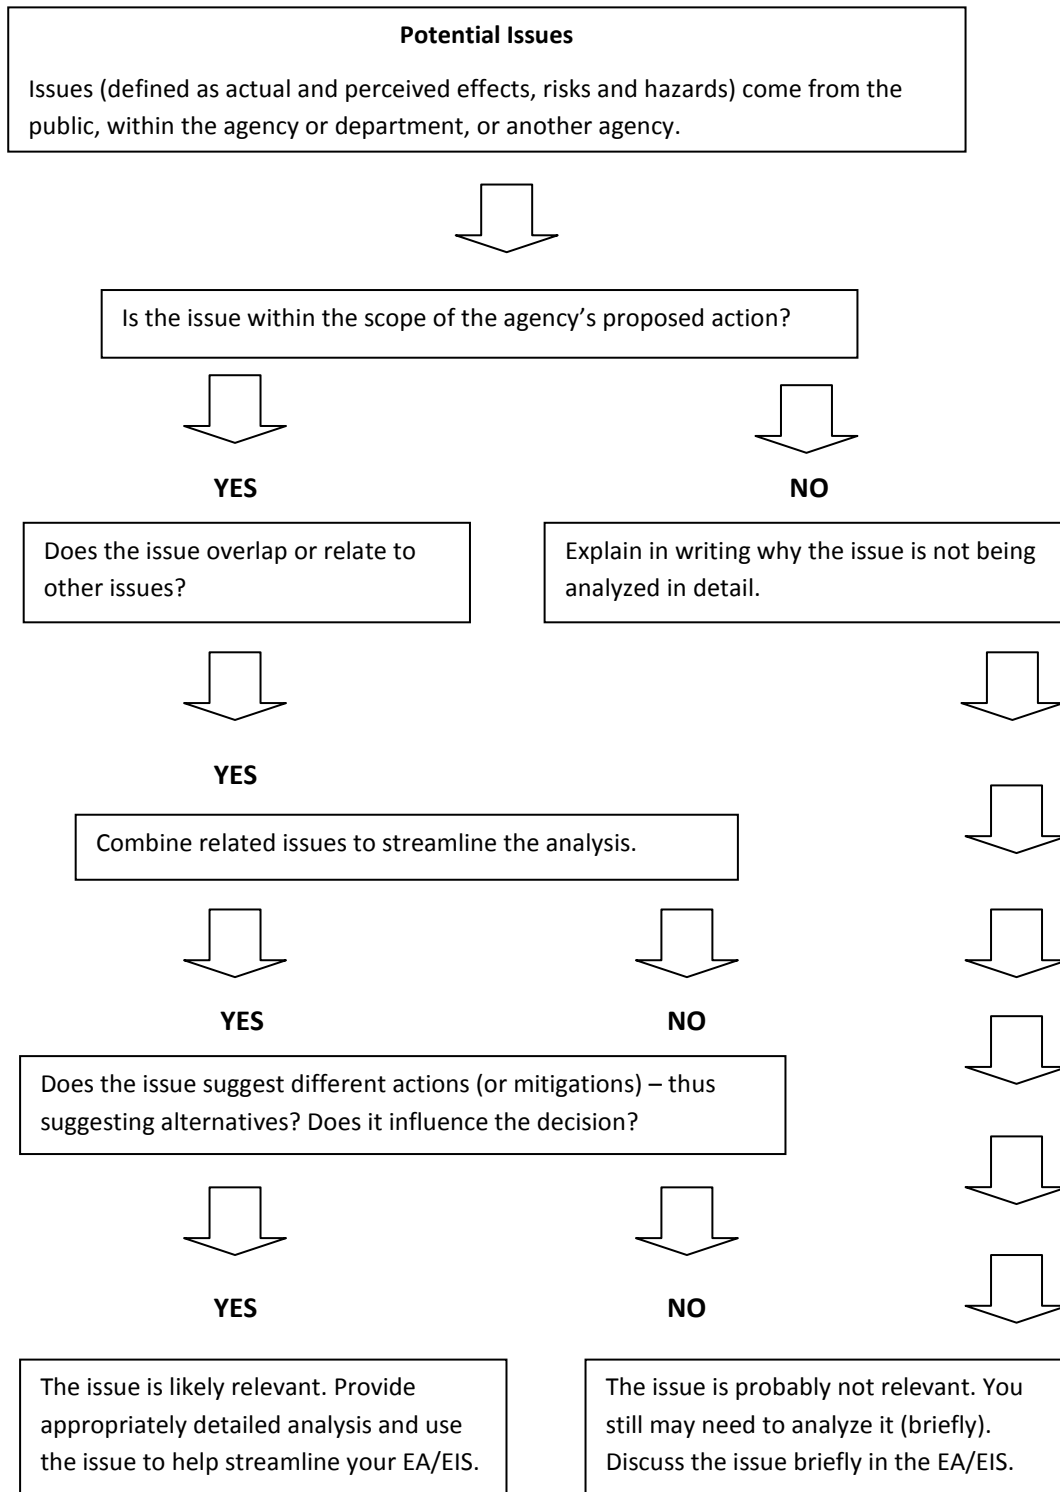 Potential Issues
Issues (defined as actual and perceived effects, risks and hazards) come from the
public, within the agency or department, or another agency.
Is the issue within the scope of the agency’s proposed action?
YES
NO
Does the issue overlap or relate to
other issues?
Explain in writing why the issue is not being
analyzed in detail.
YES
Combine related issues to streamline the analysis.
YES
NO
Does the issue suggest different actions (or mitigations) – thus
suggesting alternatives? Does it influence the decision?
YES
NO
The issue is likely relevant. Provide
appropriately detailed analysis and use
the issue to help streamline your EA/EIS.
The issue is probably not relevant. You
still may need to analyze it (briefly).
Discuss the issue briefly in the EA/EIS.